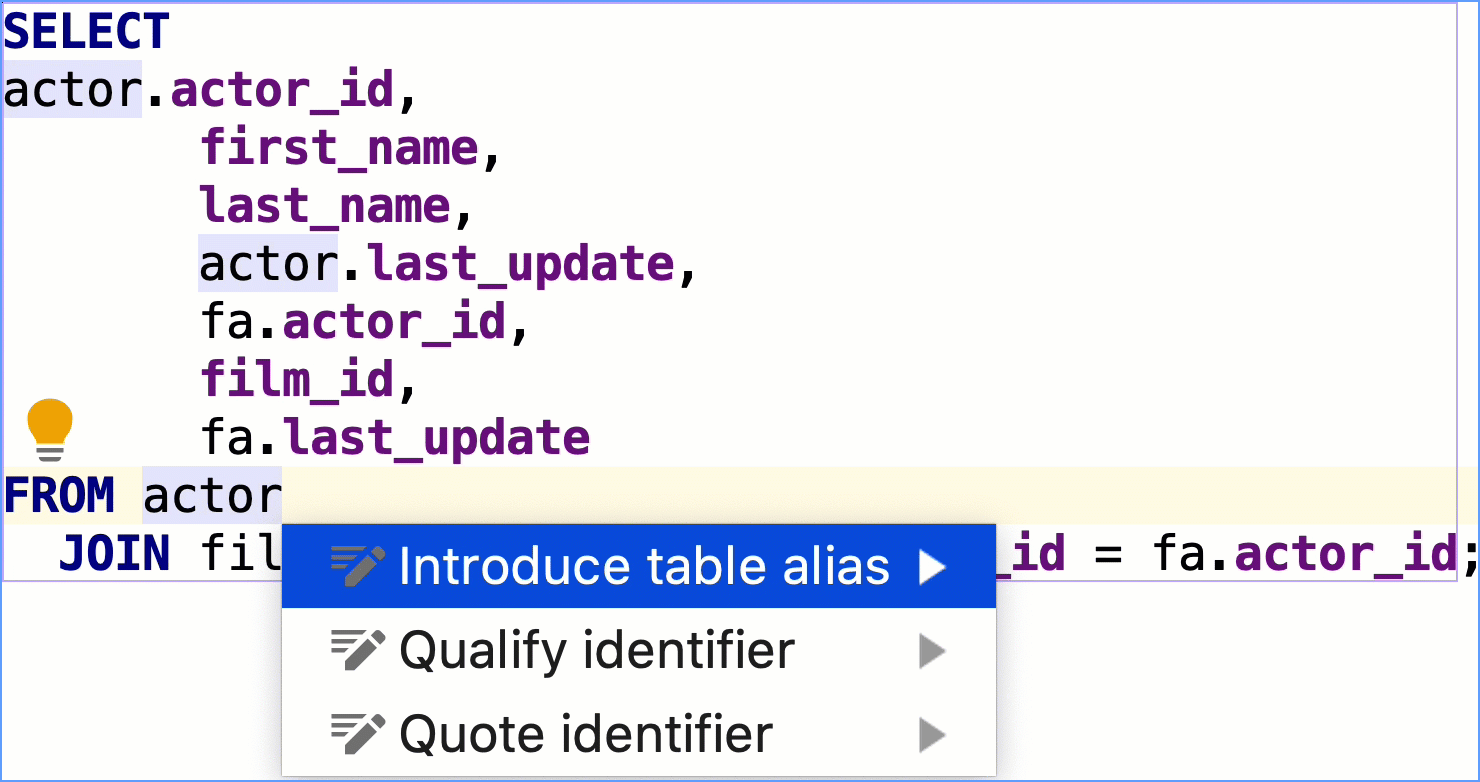 SELECT
actor.actor_id,
first_name,
last_name,
actor.last_update,
fa.actor_id,
film_id,
fa.last_update
FROM actor
JOIN fil _id = fa.actor_id;
Introduce table alias
Qualify identifier
Quote identifier